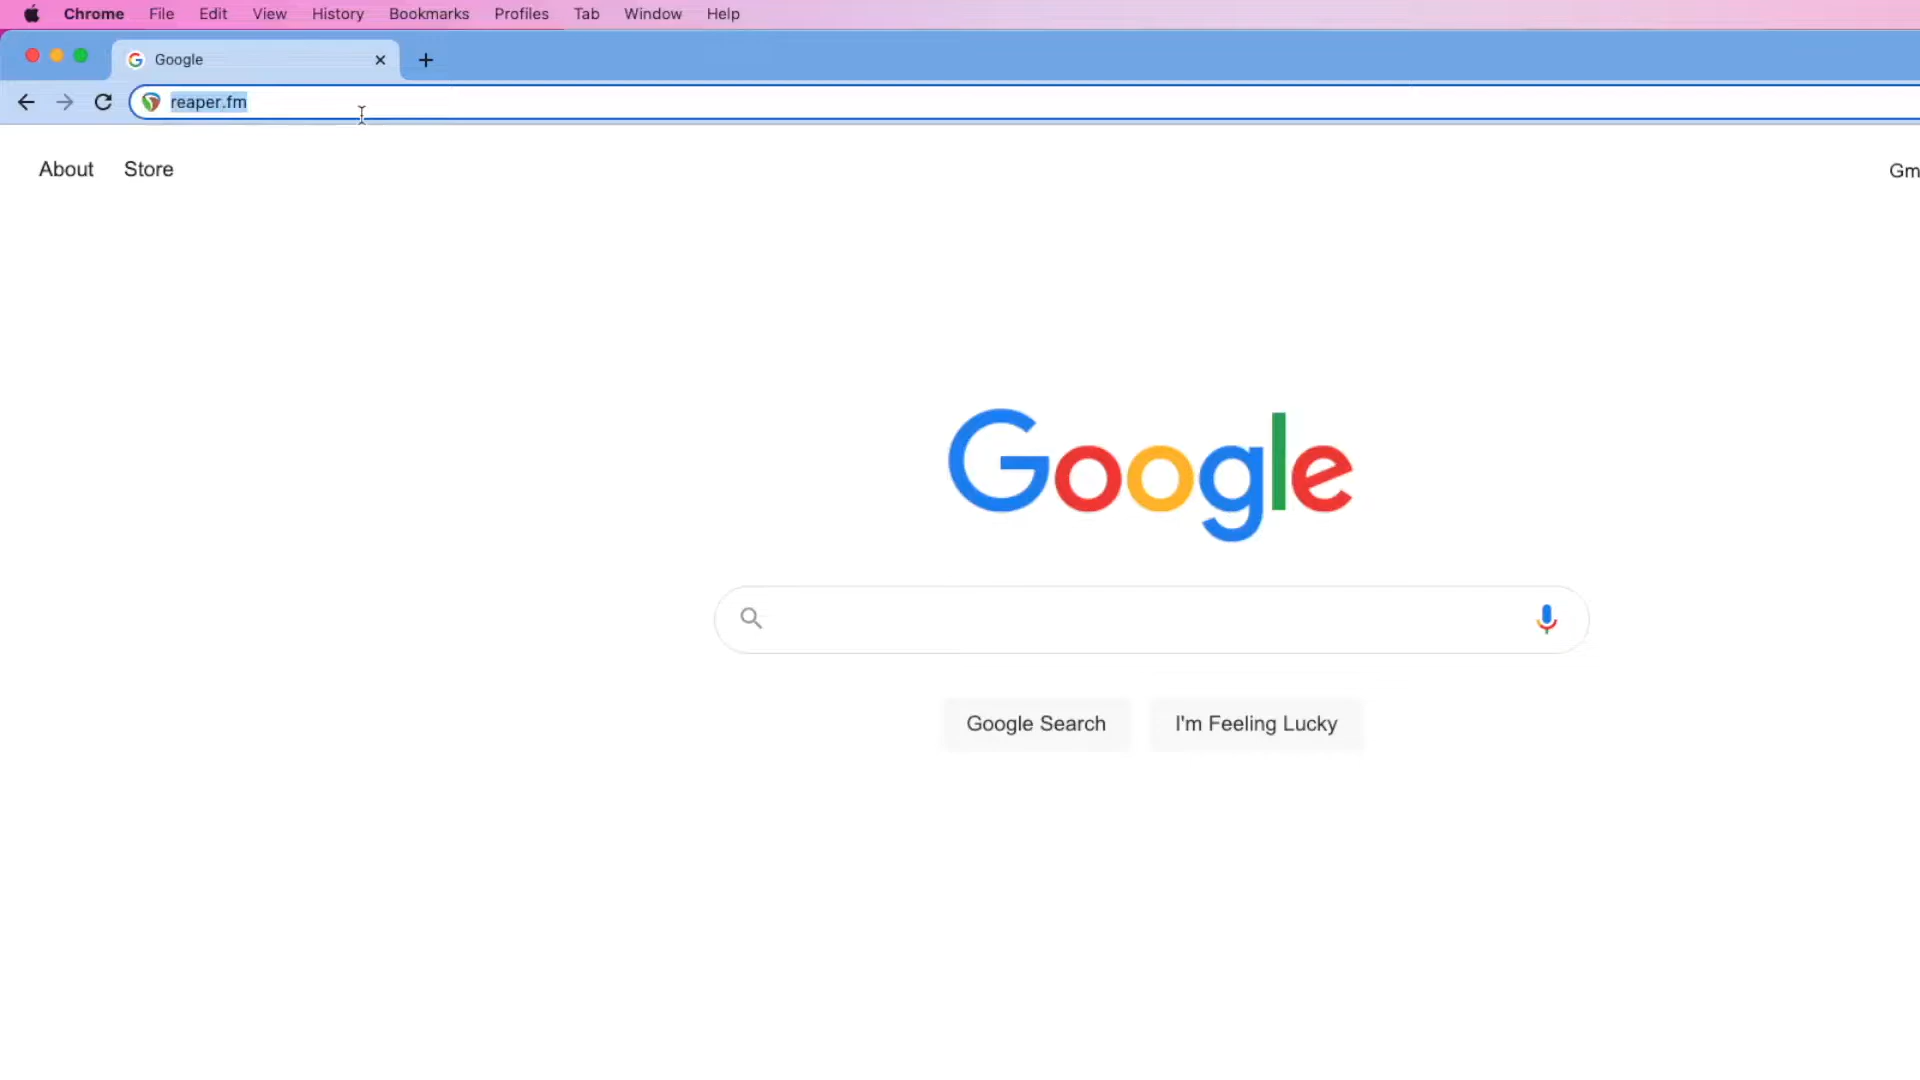 Chrome File Edit View History Bookmarks Profiles Tab Window Help
Google
reaper.fm
About Store
Gm
Google
Google Search I'm Feeling Lucky